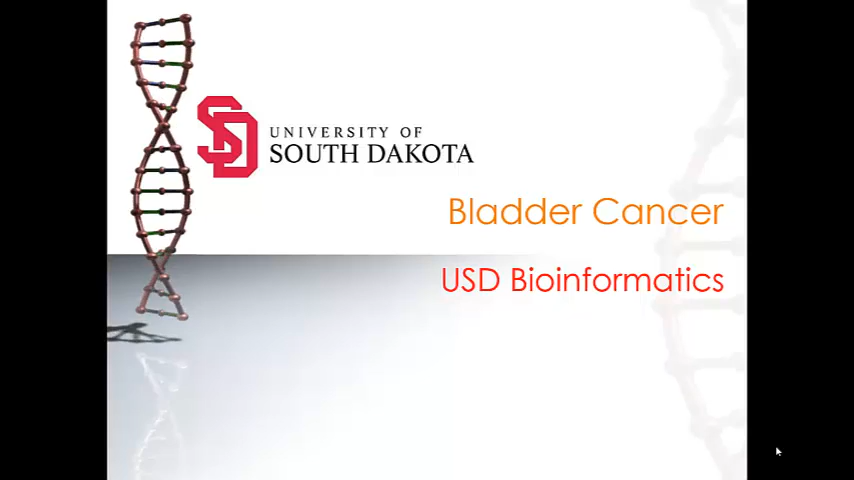 UNIVERSITY OF
SOUTH DAKOTA
Bladder Cancer
USD Bioinformatics